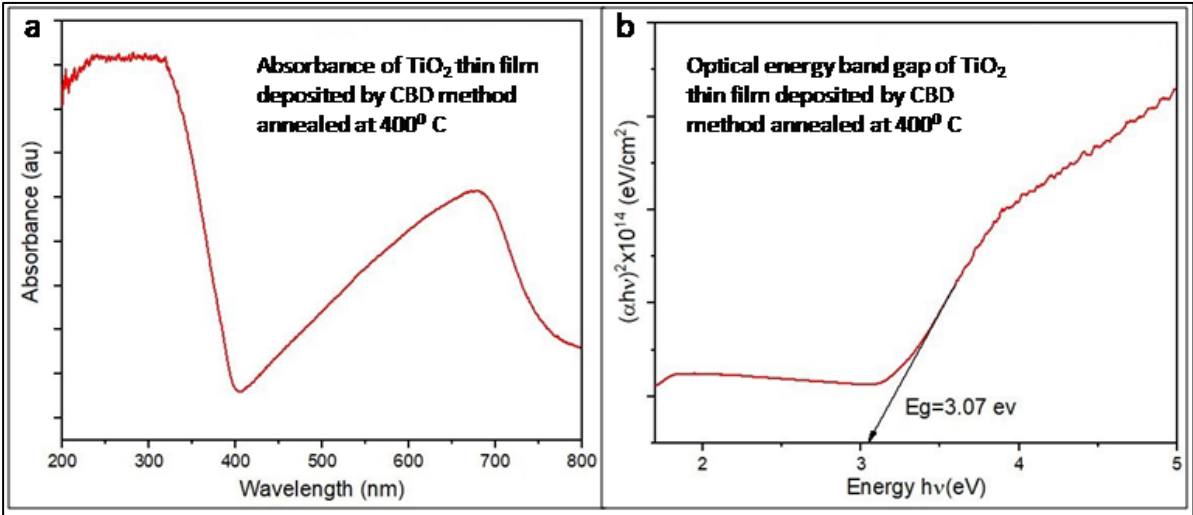 a
Absorbance of TiO₂ thin film
deposited by CBD method
annealed at 400⁰ C
Absorbance (au)
200 300 400 500 600 700 800
Wavelength (nm)
b
Optical energy band gap of TiO₂
thin film deposited by CBD
method annealed at 400⁰ C
(αhν)²x10¹⁴ (eV/cm²)
Eg=3.07 ev
2 3 4 5
Energy hν(eV)